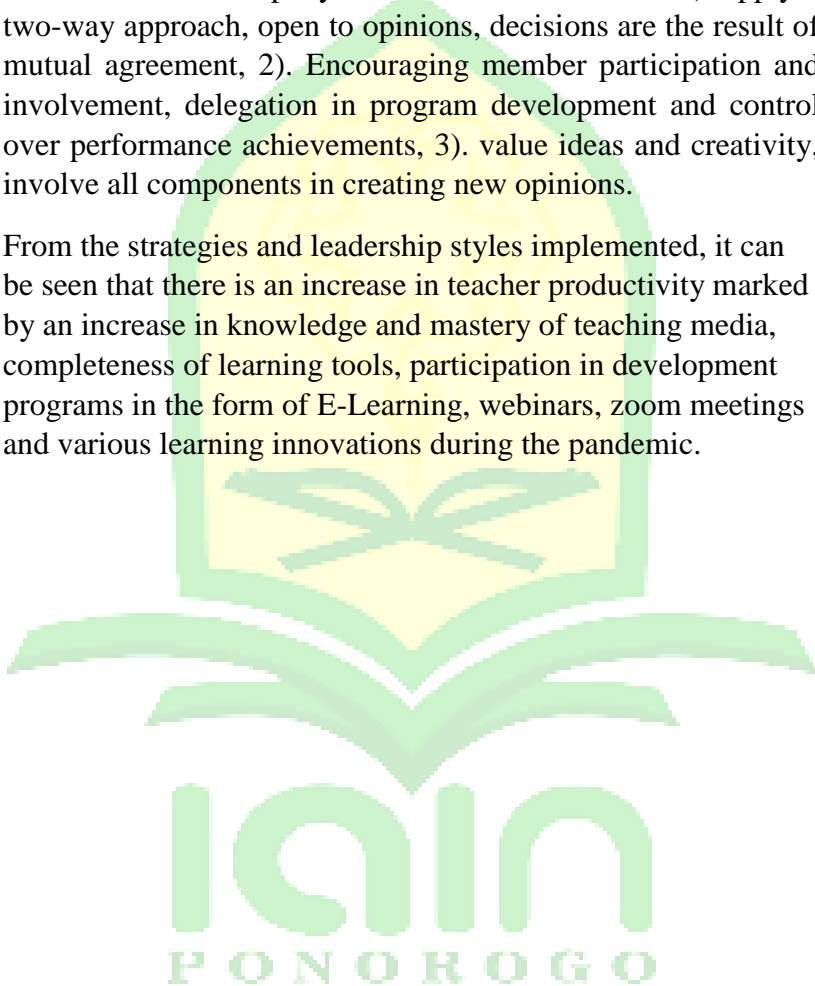 two-way approach, open to opinions, decisions are the result of
mutual agreement, 2). Encouraging member participation and
involvement, delegation in program development and control
over performance achievements, 3). value ideas and creativity,
involve all components in creating new opinions.
From the strategies and leadership styles implemented, it can
be seen that there is an increase in teacher productivity marked
by an increase in knowledge and mastery of teaching media,
completeness of learning tools, participation in development
programs in the form of E-Learning, webinars, zoom meetings
and various learning innovations during the pandemic.
iain
PONOROGO